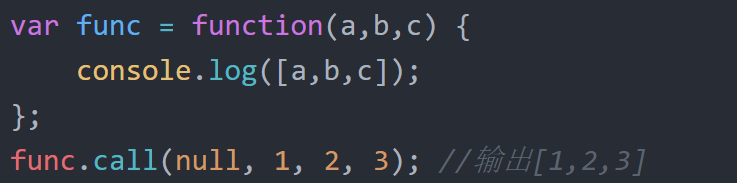 var func = function(a,b,c) {
    console.log([a,b,c]);
};
func.call(null, 1, 2, 3); //输出[1,2,3]